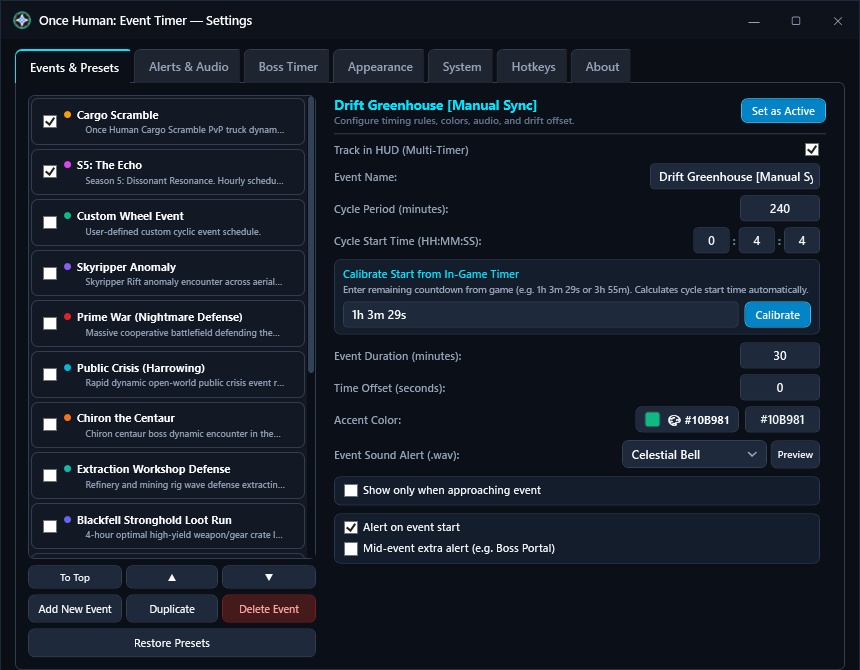 Once Human: Event Timer — Settings
Events & Presets
Alerts & Audio
Boss Timer
Appearance
System
Hotkeys
About
Cargo Scramble
Once Human Cargo Scramble PvP truck dynam...
S5: The Echo
Season 5: Dissonant Resonance. Hourly schedu...
Custom Wheel Event
User-defined custom cyclic event schedule.
Skyripper Anomaly
Skyripper Rift anomaly encounter across aerial...
Prime War (Nightmare Defense)
Massive cooperative battlefield defending the...
Public Crisis (Harrowing)
Rapid dynamic open-world public crisis event r...
Chiron the Centaur
Chiron centaur boss dynamic encounter in the...
Extraction Workshop Defense
Refinery and mining rig wave defense extractin...
Blackfell Stronghold Loot Run
4-hour optimal high-yield weapon/gear crate l...
To Top
▲
▼
Add New Event
Duplicate
Delete Event
Restore Presets
Drift Greenhouse [Manual Sync]
Configure timing rules, colors, audio, and drift offset.
Set as Active
Track in HUD (Multi-Timer)
Event Name:
Drift Greenhouse [Manual Sy
Cycle Period (minutes):
240
Cycle Start Time (HH:MM:SS):
0 : 4 : 4
Calibrate Start from In-Game Timer
Enter remaining countdown from game (e.g. 1h 3m 29s or 3h 55m). Calculates cycle start time automatically.
1h 3m 29s
Calibrate
Event Duration (minutes):
30
Time Offset (seconds):
0
Accent Color:
#10B981
#10B981
Event Sound Alert (.wav):
Celestial Bell
Preview
Show only when approaching event
Alert on event start
Mid-event extra alert (e.g. Boss Portal)